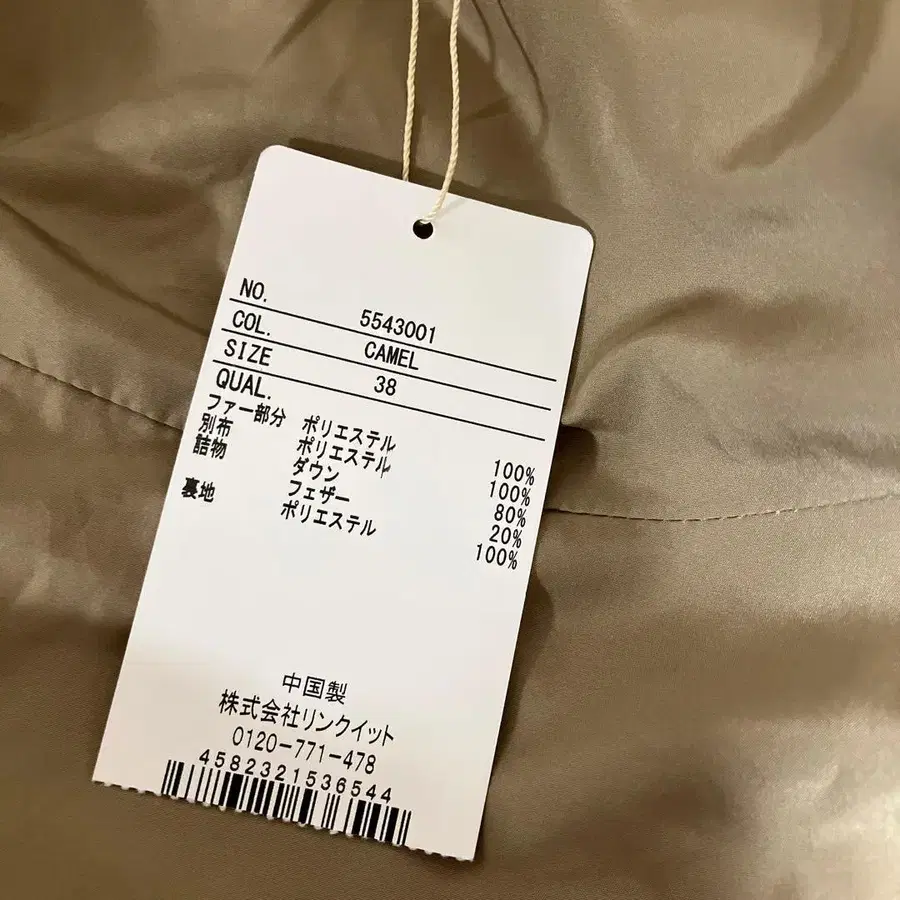 NO. 5543001
COL. CAMEL
SIZE 38
QUAL.
ファー部分 ポリエステル 100%
別布 ポリエステル 100%
詰物 ダウン 80%
フェザー 20%
裏地 ポリエステル 100%
中国製
株式会社リンクイット
0120-771-478
4582321536544